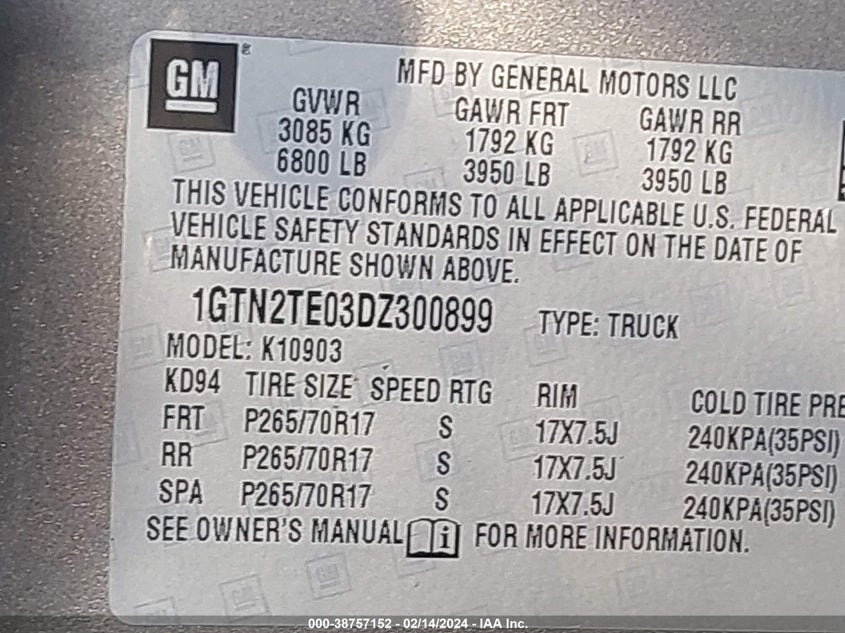 GM ®
MFD BY GENERAL MOTORS LLC
GVWR GAWR FRT GAWR RR
3085 KG 1792 KG 1792 KG
6800 LB 3950 LB 3950 LB
THIS VEHICLE CONFORMS TO ALL APPLICABLE U.S. FEDERAL
VEHICLE SAFETY STANDARDS IN EFFECT ON THE DATE OF
MANUFACTURE SHOWN ABOVE.
1GTN2TE03DZ300899 TYPE: TRUCK
MODEL: K10903
KD94 TIRE SIZE SPEED RTG RIM COLD TIRE PRE
FRT P265/70R17 S 17X7.5J 240KPA(35PSI)
RR P265/70R17 S 17X7.5J 240KPA(35PSI)
SPA P265/70R17 S 17X7.5J 240KPA(35PSI)
SEE OWNER'S MANUAL i FOR MORE INFORMATION.
000-38757152 - 02/14/2024 - IAA Inc.